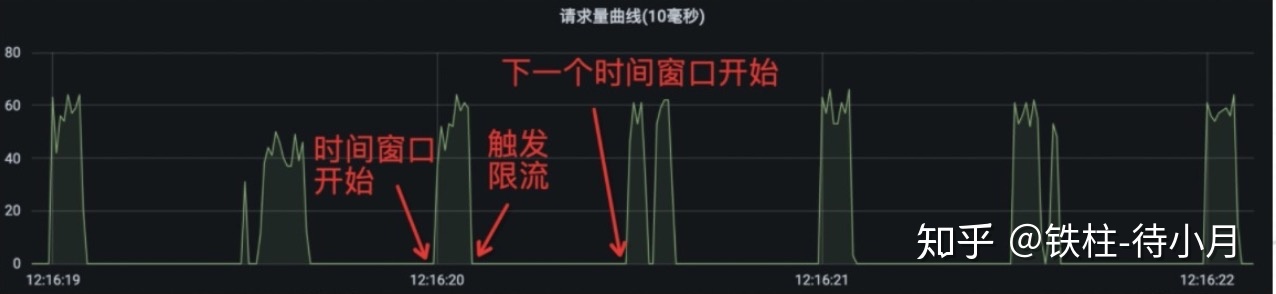 请求量曲线(10毫秒)
80
下一个时间窗口开始
60
时间窗口
开始
触发
限流
40
20
0
知乎 @铁柱-待小月
12:16:19
12:16:20
12:16:21
12:16:22